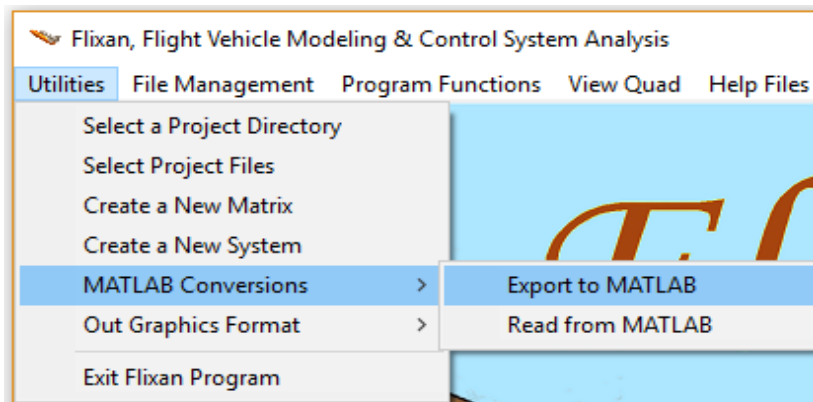 Flixan, Flight Vehicle Modeling & Control System Analysis
Utilities File Management Program Functions View Quad Help Files
Select a Project Directory
Select Project Files
Create a New Matrix
Create a New System
MATLAB Conversions >
Export to MATLAB
Out Graphics Format >
Read from MATLAB
Exit Flixan Program